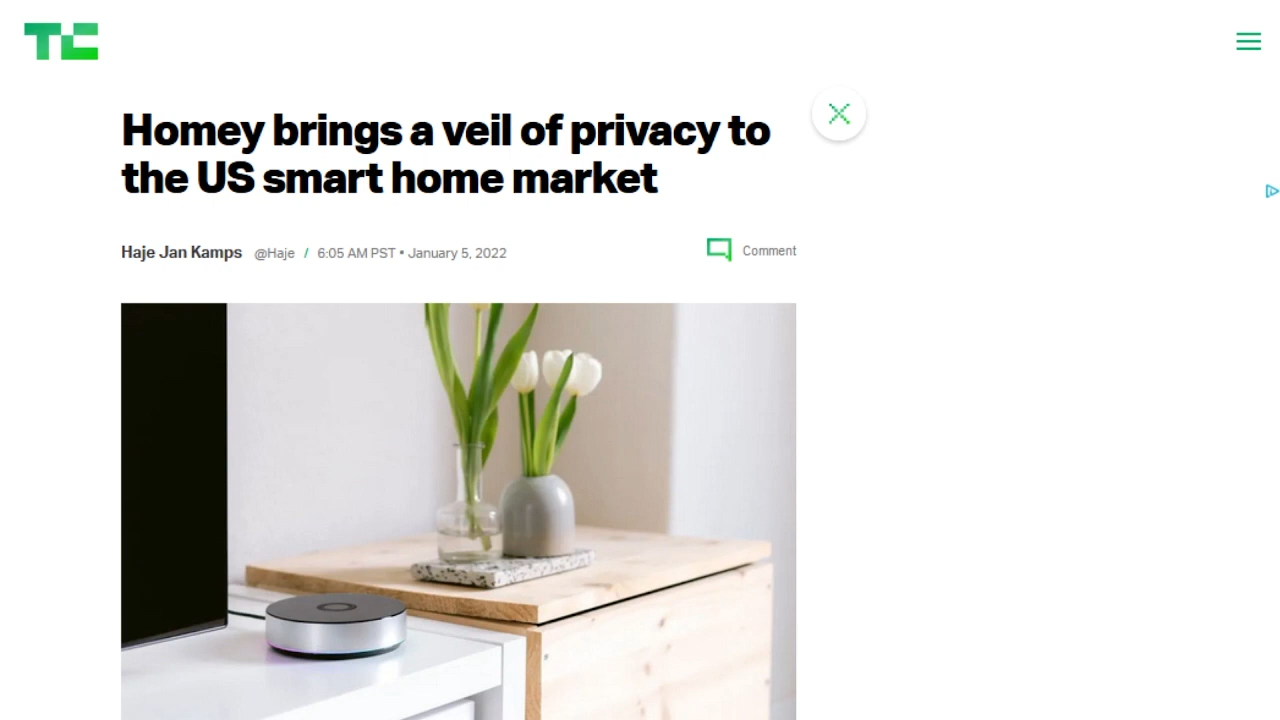 TC
Homey brings a veil of privacy to
the US smart home market
Haje Jan Kamps @Haje / 6:05 AM PST • January 5, 2022
Comment